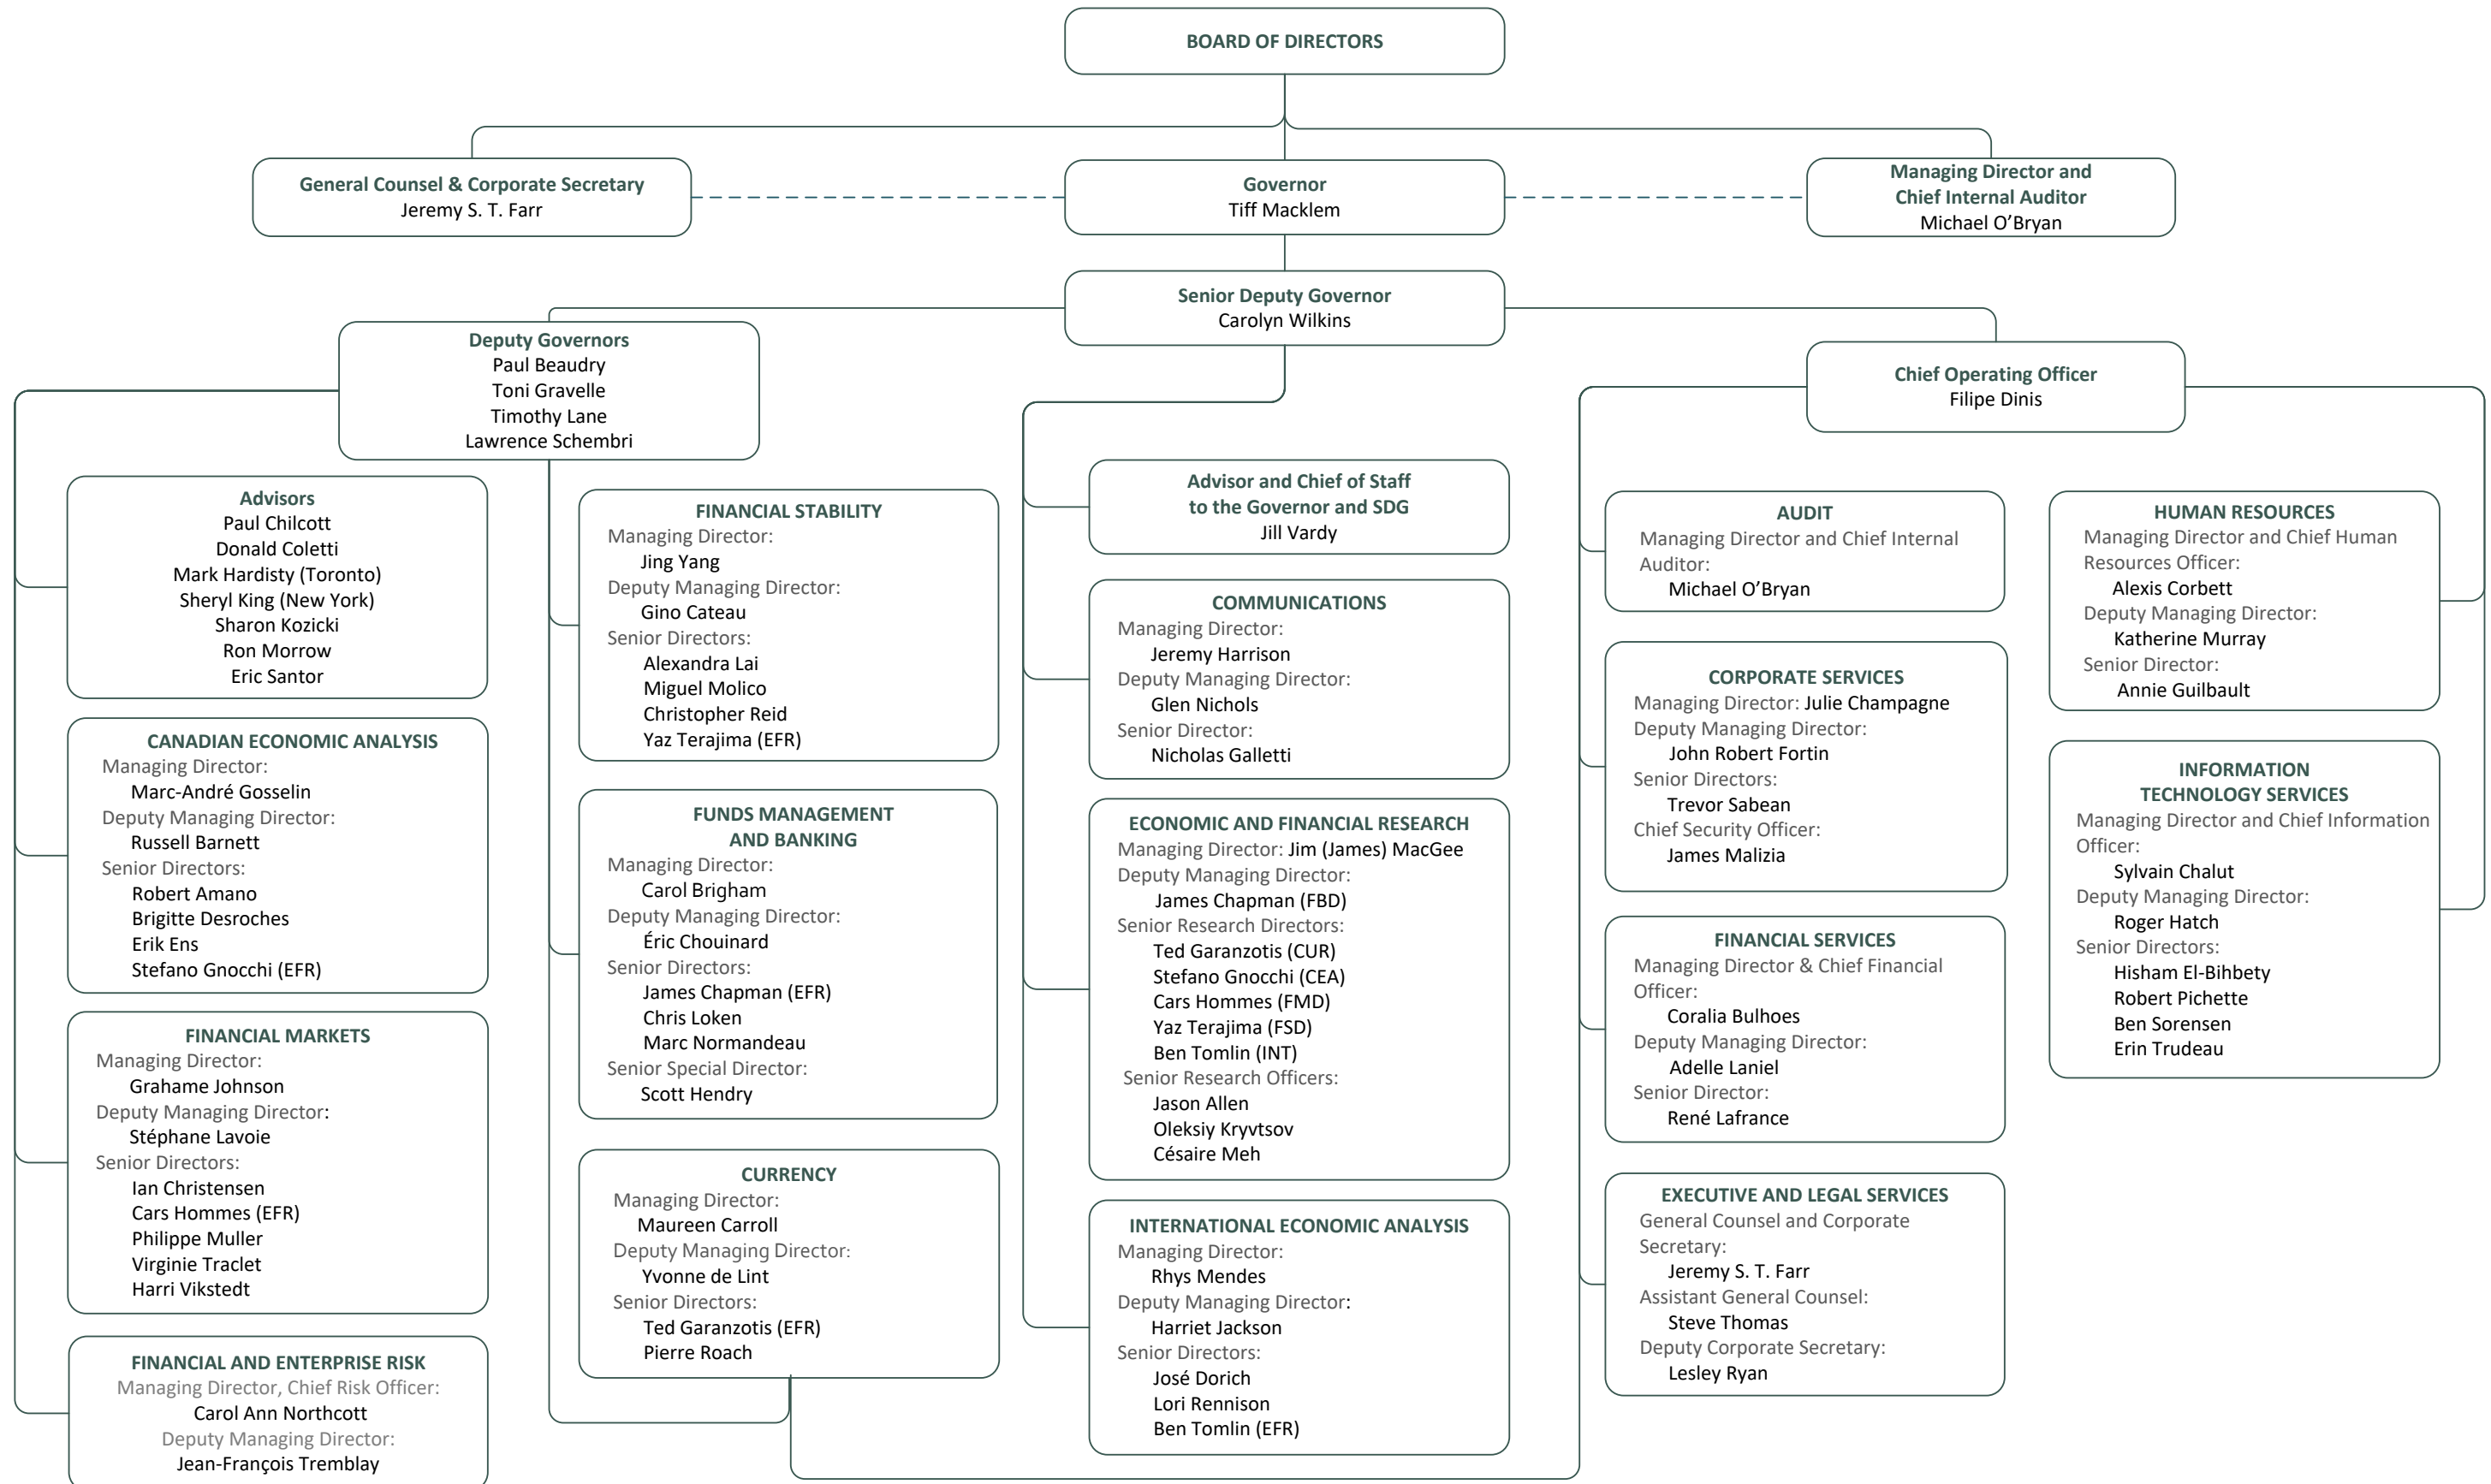 BOARD OF DIRECTORS
General Counsel & Corporate Secretary
Jeremy S. T. Farr
Governor
Tiff Macklem
Managing Director and
Chief Internal Auditor
Michael O’Bryan
Senior Deputy Governor
Carolyn Wilkins
Deputy Governors
Paul Beaudry
Toni Gravelle
Timothy Lane
Lawrence Schembri
Chief Operating Officer
Filipe Dinis
Advisors
Paul Chilcott
Donald Coletti
Mark Hardisty (Toronto)
Sheryl King (New York)
Sharon Kozicki
Ron Morrow
Eric Santor
CANADIAN ECONOMIC ANALYSIS
Managing Director:
Marc-André Gosselin
Deputy Managing Director:
Russell Barnett
Senior Directors:
Robert Amano
Brigitte Desroches
Erik Ens
Stefano Gnocchi (EFR)
FINANCIAL MARKETS
Managing Director:
Grahame Johnson
Deputy Managing Director:
Stéphane Lavoie
Senior Directors:
Ian Christensen
Cars Hommes (EFR)
Philippe Muller
Virginie Traclet
Harri Vikstedt
FINANCIAL AND ENTERPRISE RISK
Managing Director, Chief Risk Officer:
Carol Ann Northcott
Deputy Managing Director:
Jean-François Tremblay
FINANCIAL STABILITY
Managing Director:
Jing Yang
Deputy Managing Director:
Gino Cateau
Senior Directors:
Alexandra Lai
Miguel Molico
Christopher Reid
Yaz Terajima (EFR)
FUNDS MANAGEMENT
AND BANKING
Managing Director:
Carol Brigham
Deputy Managing Director:
Éric Chouinard
Senior Directors:
James Chapman (EFR)
Chris Loken
Marc Normandeau
Senior Special Director:
Scott Hendry
CURRENCY
Managing Director:
Maureen Carroll
Deputy Managing Director:
Yvonne de Lint
Senior Directors:
Ted Garanzotis (EFR)
Pierre Roach
Advisor and Chief of Staff
to the Governor and SDG
Jill Vardy
COMMUNICATIONS
Managing Director:
Jeremy Harrison
Deputy Managing Director:
Glen Nichols
Senior Director:
Nicholas Galletti
ECONOMIC AND FINANCIAL RESEARCH
Managing Director: Jim (James) MacGee
Deputy Managing Director:
James Chapman (FBD)
Senior Research Directors:
Ted Garanzotis (CUR)
Stefano Gnocchi (CEA)
Cars Hommes (FMD)
Yaz Terajima (FSD)
Ben Tomlin (INT)
Senior Research Officers:
Jason Allen
Oleksiy Kryvtsov
Césaire Meh
INTERNATIONAL ECONOMIC ANALYSIS
Managing Director:
Rhys Mendes
Deputy Managing Director:
Harriet Jackson
Senior Directors:
José Dorich
Lori Rennison
Ben Tomlin (EFR)
AUDIT
Managing Director and Chief Internal
Auditor:
Michael O’Bryan
CORPORATE SERVICES
Managing Director: Julie Champagne
Deputy Managing Director:
John Robert Fortin
Senior Directors:
Trevor Sabean
Chief Security Officer:
James Malizia
FINANCIAL SERVICES
Managing Director & Chief Financial
Officer:
Coralia Bulhoes
Deputy Managing Director:
Adelle Laniel
Senior Director:
René Lafrance
EXECUTIVE AND LEGAL SERVICES
General Counsel and Corporate
Secretary:
Jeremy S. T. Farr
Assistant General Counsel:
Steve Thomas
Deputy Corporate Secretary:
Lesley Ryan
HUMAN RESOURCES
Managing Director and Chief Human
Resources Officer:
Alexis Corbett
Deputy Managing Director:
Katherine Murray
Senior Director:
Annie Guilbault
INFORMATION
TECHNOLOGY SERVICES
Managing Director and Chief Information
Officer:
Sylvain Chalut
Deputy Managing Director:
Roger Hatch
Senior Directors:
Hisham El-Bihbety
Robert Pichette
Ben Sorensen
Erin Trudeau